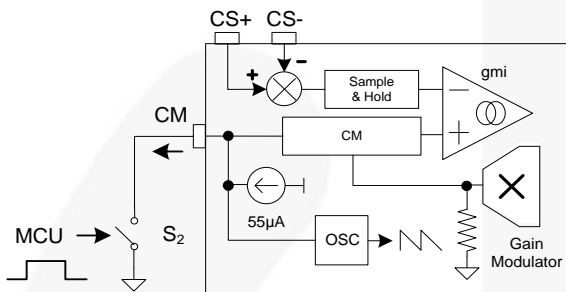 CS+ CS-
+ -
Sample
& Hold
gmi
−
+
CM
CM
55µA
MCU
S2
OSC
Gain
Modulator